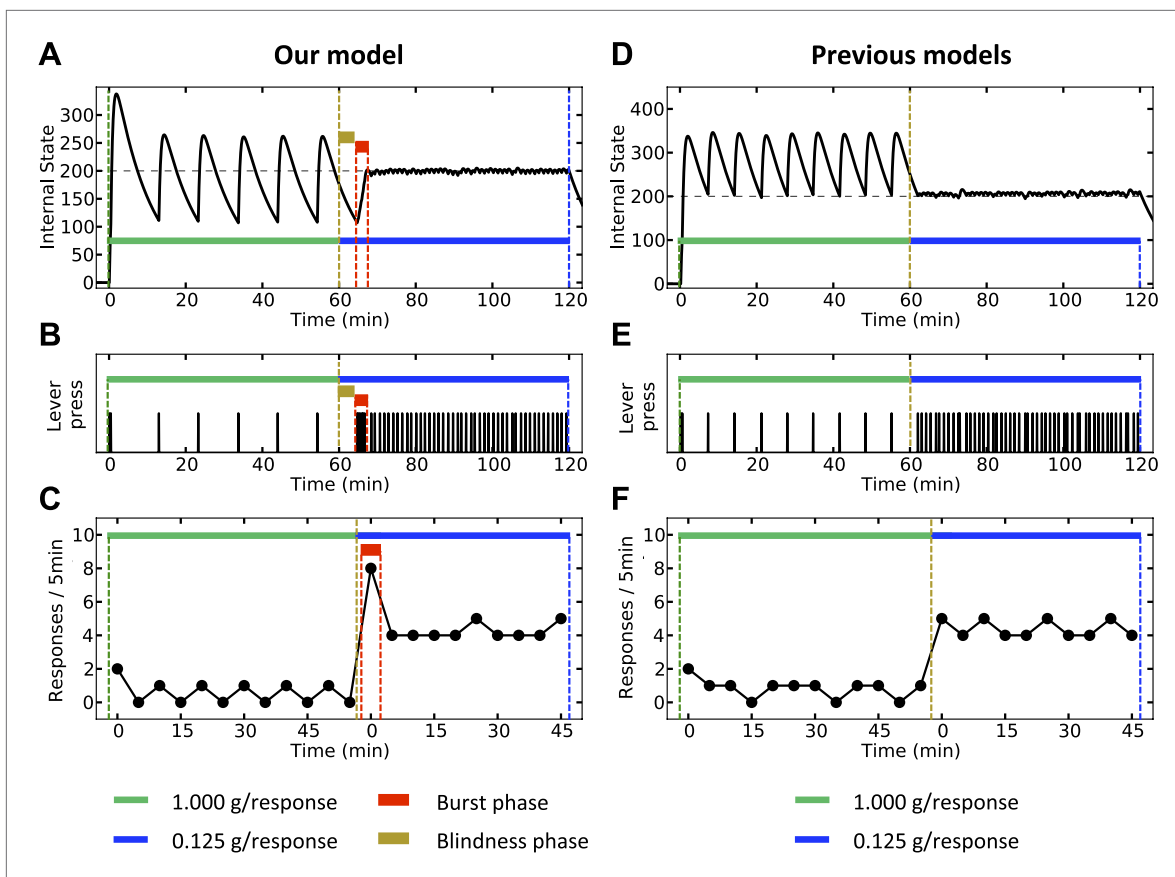 A
Our model
D
Previous models
Internal State
300
250
200
150
100
50
0
0 20 40 60 80 100 120
Time (min)
Internal State
400
300
200
100
0
0 20 40 60 80 100 120
Time (min)
B
Lever
press
0 20 40 60 80 100 120
Time (min)
E
Lever
press
0 20 40 60 80 100 120
Time (min)
C
Responses / 5min
10
8
6
4
2
0
0 15 30 45 0 15 30 45
Time (min)
F
Responses / 5min
10
8
6
4
2
0
0 15 30 45 0 15 30 45
Time (min)
1.000 g/response
Burst phase
1.000 g/response
0.125 g/response
Blindness phase
0.125 g/response